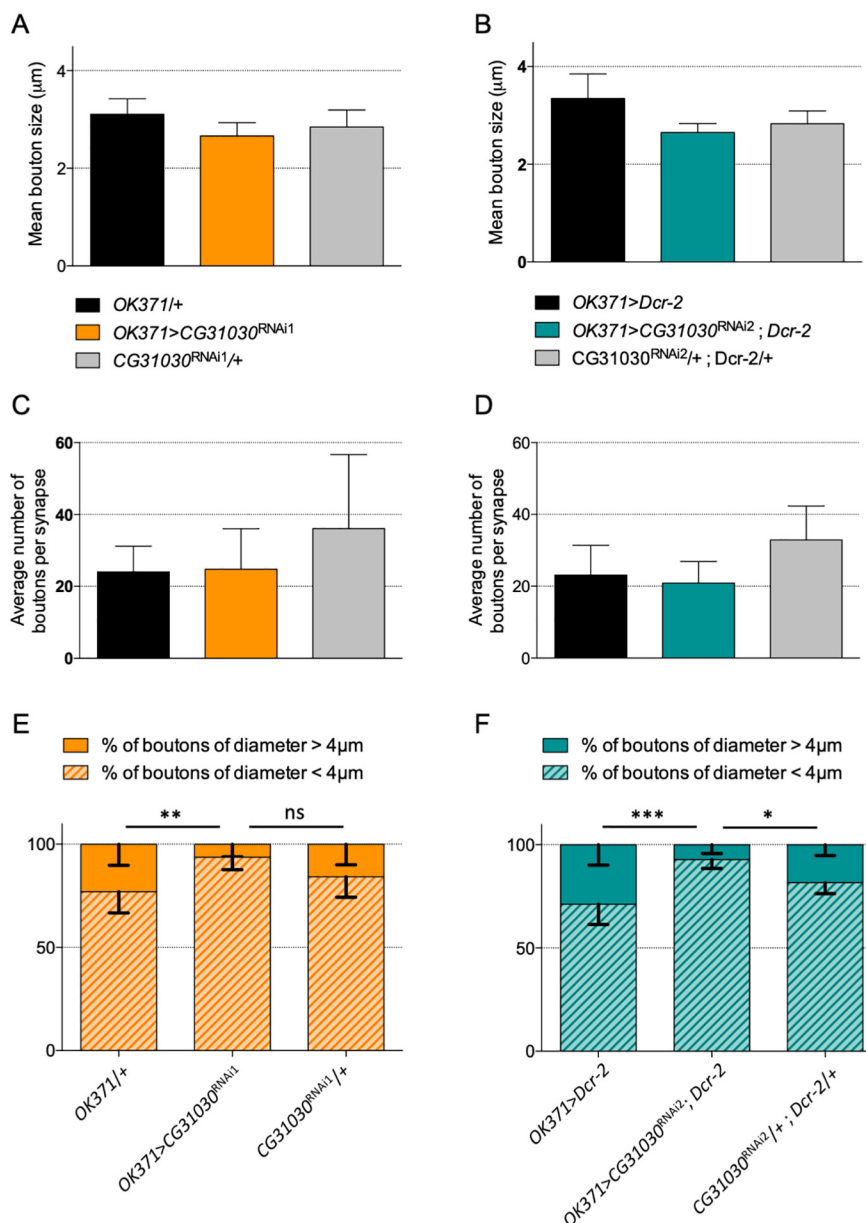 A
Mean bouton size (μm)
4
2
0
OK371/+
OK371>CG31030ᴿᴺᴬⁱ¹
CG31030ᴿᴺᴬⁱ¹/+
B
Mean bouton size (μm)
4
2
0
OK371>Dcr-2
OK371>CG31030ᴿᴺᴬⁱ² ; Dcr-2
CG31030ᴿᴺᴬⁱ²/+ ; Dcr-2/+
C
Average number of
boutons per synapse
60
40
20
0
D
Average number of
boutons per synapse
60
40
20
0
E
% of boutons of diameter > 4μm
% of boutons of diameter < 4μm
** ns
100
50
0
OK371/+
OK371>CG31030ᴿᴺᴬⁱ¹
CG31030ᴿᴺᴬⁱ¹/+
F
% of boutons of diameter > 4μm
% of boutons of diameter < 4μm
*** *
100
50
0
OK371>Dcr-2
OK371>CG31030ᴿᴺᴬⁱ²; Dcr-2
CG31030ᴿᴺᴬⁱ²/+ ; Dcr-2/+